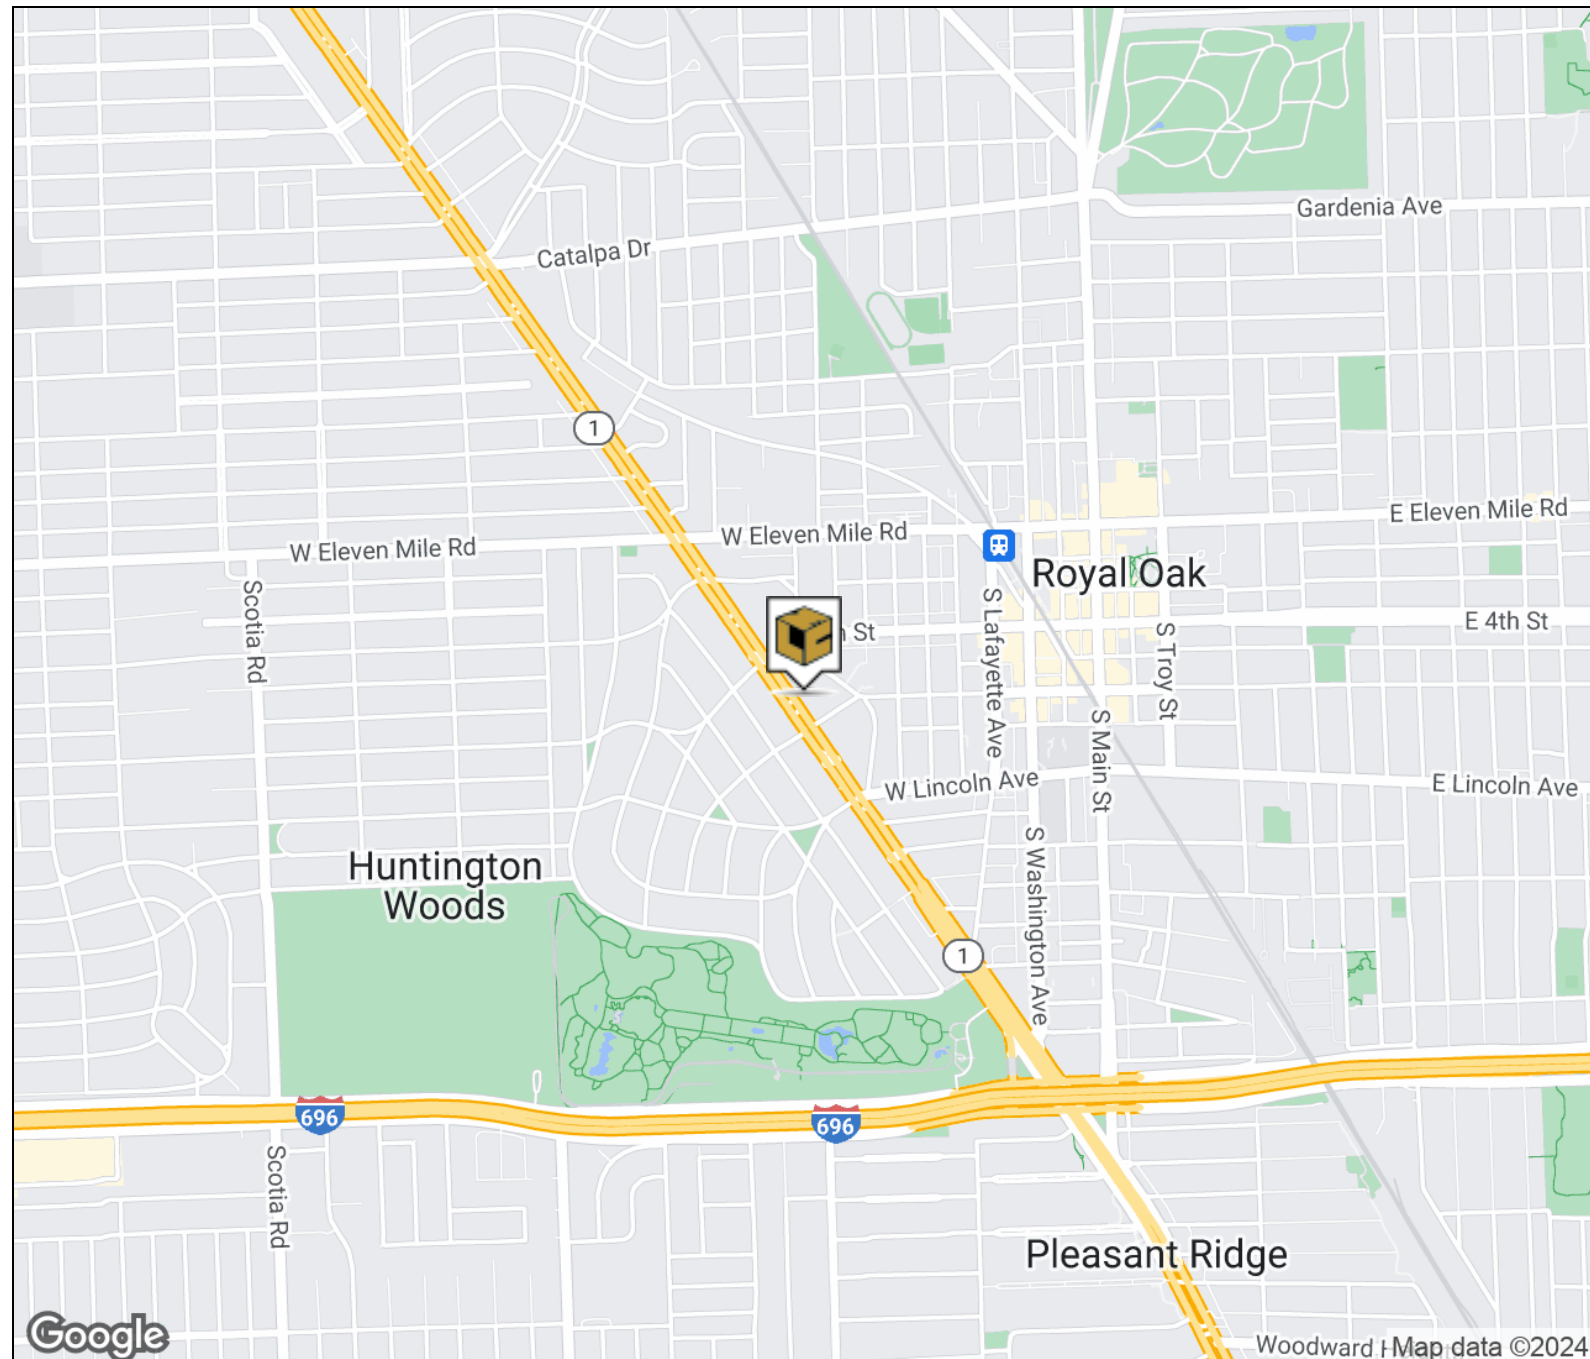 Gardenia Ave
Catalpa Dr
1
E Eleven Mile Rd
W Eleven Mile Rd
W Eleven Mile Rd
Royal Oak
Scotia Rd
S Lafayette Ave
S Troy St
E 4th St
St
S Main St
W Lincoln Ave
E Lincoln Ave
Huntington
Woods
S Washington Ave
1
696
696
Scotia Rd
Pleasant Ridge
Google
Woodward
Map data ©2024